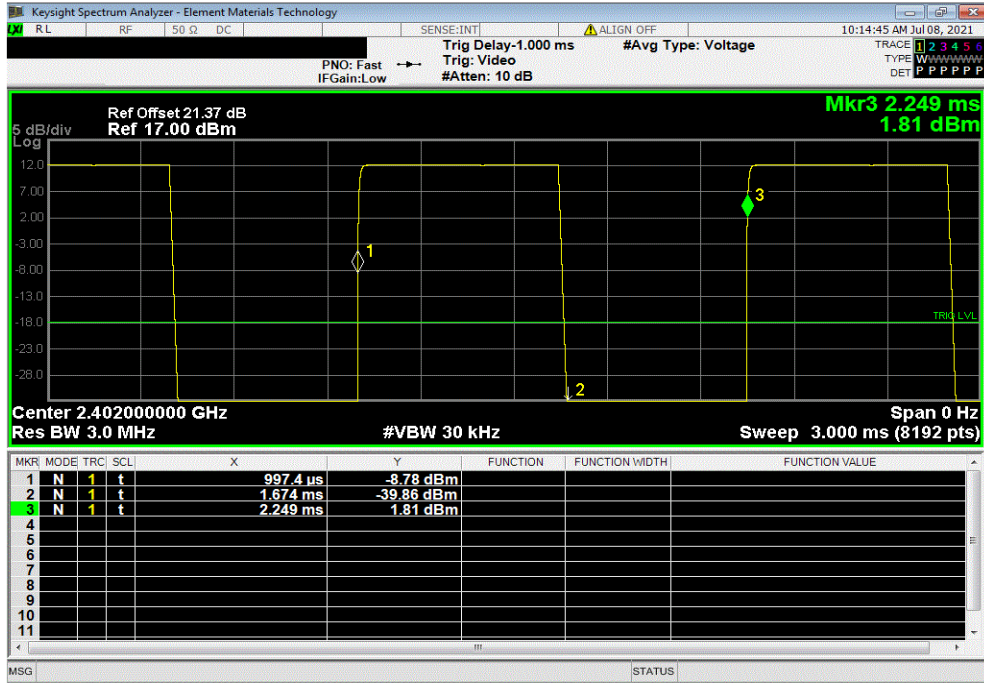 Keysight Spectrum Analyzer - Element Materials Technology
LXI RL RF 50 Ω DC SENSE:INT ALIGN OFF 10:14:45 AM Jul 08, 2021
Trig Delay-1.000 ms #Avg Type: Voltage TRACE 1 2 3 4 5 6
PNO: Fast Trig: Video TYPE WWWWWW
IFGain:Low #Atten: 10 dB DET P P P P P P
Mkr3 2.249 ms
Ref Offset 21.37 dB
5 dB/div Ref 17.00 dBm 1.81 dBm
Log
12.0
7.00
3
2.00
-3.00
1
-8.00
-13.0
TRIG LVL
-18.0
-23.0
-28.0
2
Center 2.402000000 GHz Span 0 Hz
Res BW 3.0 MHz #VBW 30 kHz Sweep 3.000 ms (8192 pts)
MKR MODE TRC SCL X Y FUNCTION FUNCTION WIDTH FUNCTION VALUE
1 N 1 t 997.4 µs -8.78 dBm
2 N 1 t 1.674 ms -39.86 dBm
3 N 1 t 2.249 ms 1.81 dBm
4
5
6
7
8
9
10
11
MSG STATUS